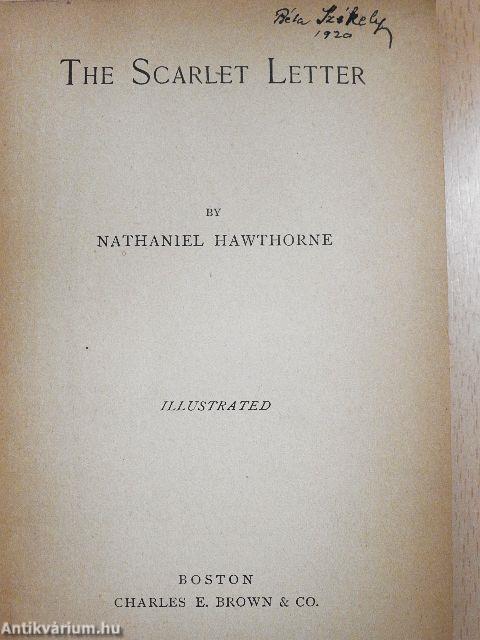 Béla Székely
1920
THE SCARLET LETTER
BY
NATHANIEL HAWTHORNE
ILLUSTRATED
BOSTON
CHARLES E. BROWN & CO.
Antikvárium.hu